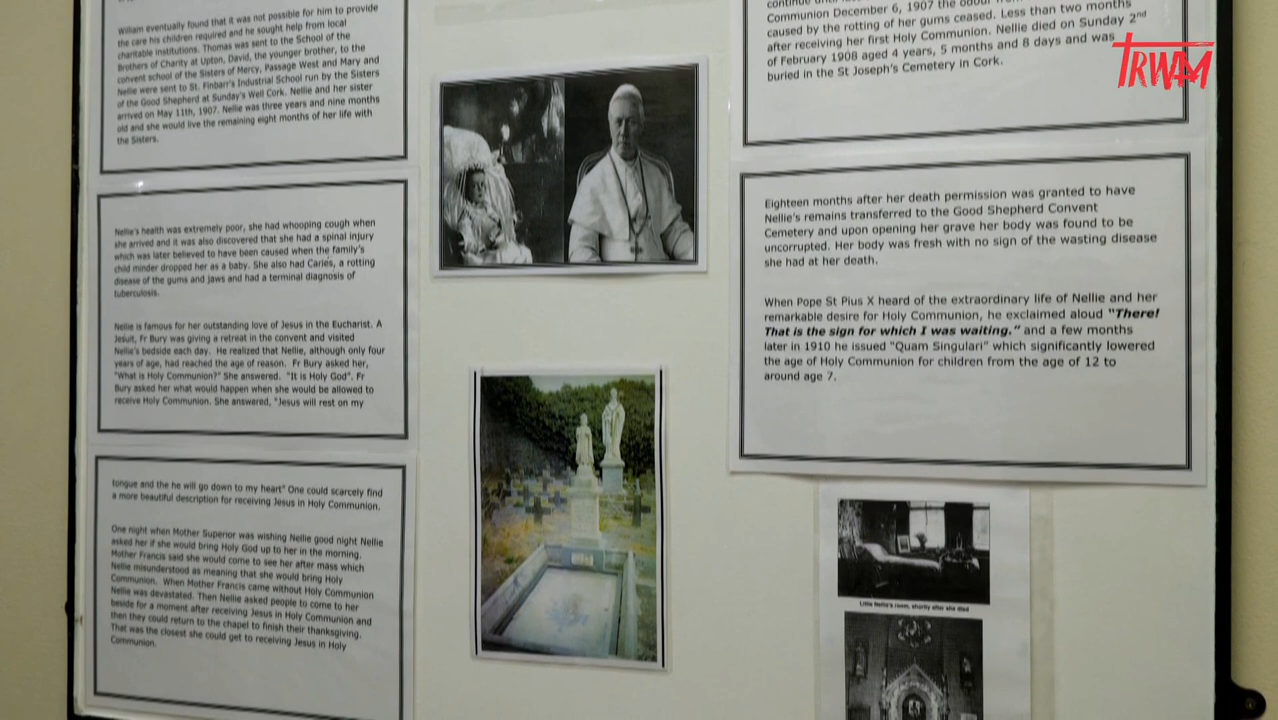 William eventually found that it was not possible for him to provide
the care his children required and he sought help from local
charitable institutions. Thomas was sent to the School of the
Brothers of Charity at Upton, David, the younger brother, to the
convent school of the Sisters of Mercy, Passage West and Mary and
Nellie were sent to St. Finbarr's Industrial School run by the Sisters
of the Good Shepherd at Sunday's Well Cork. Nellie and her sister
arrived on May 11th, 1907. Nellie was three years and nine months
old and she would live the remaining eight months of her life with
the Sisters.
Nellie's health was extremely poor, she had whooping cough when
she arrived and it was also discovered that she had a spinal injury
which was later believed to have been caused when the family's
child minder dropped her as a baby. She also had Caries, a rotting
disease of the gums and jaws and had a terminal diagnosis of
tuberculosis.
Nellie is famous for her outstanding love of Jesus in the Eucharist. A
Jesuit, Fr Bury was giving a retreat in the convent and visited
Nellie's bedside each day. He realized that Nellie, although only four
years of age, had reached the age of reason. Fr Bury asked her,
"What is Holy Communion?" She answered. "It is Holy God". Fr
Bury asked her what would happen when she would be allowed to
receive Holy Communion. She answered, "Jesus will rest on my
tongue and the he will go down to my heart" One could scarcely find
a more beautiful description for receiving Jesus in Holy Communion.
One night when Mother Superior was wishing Nellie good night Nellie
asked her if she would bring Holy God up to her in the morning.
Mother Francis said she would come to see her after mass which
Nellie misunderstood as meaning that she would bring Holy
Communion. When Mother Francis came without Holy Communion
Nellie was devastated. Then Nellie asked people to come to her
beside for a moment after receiving Jesus in Holy Communion and
then they could return to the chapel to finish their thanksgiving.
That was the closest she could get to receiving Jesus in Holy
Communion.
Communion December 6, 1907 the odour from
caused by the rotting of her gums ceased. Less than two months
after receiving her first Holy Communion. Nellie died on Sunday 2nd
of February 1908 aged 4 years, 5 months and 8 days and was
buried in the St Joseph's Cemetery in Cork.
TRWAM
Eighteen months after her death permission was granted to have
Nellie's remains transferred to the Good Shepherd Convent
Cemetery and upon opening her grave her body was found to be
uncorrupted. Her body was fresh with no sign of the wasting disease
she had at her death.
When Pope St Pius X heard of the extraordinary life of Nellie and her
remarkable desire for Holy Communion, he exclaimed aloud "There!
That is the sign for which I was waiting." and a few months
later in 1910 he issued "Quam Singulari" which significantly lowered
the age of Holy Communion for children from the age of 12 to
around age 7.
Little Nellie's room, shortly after she died